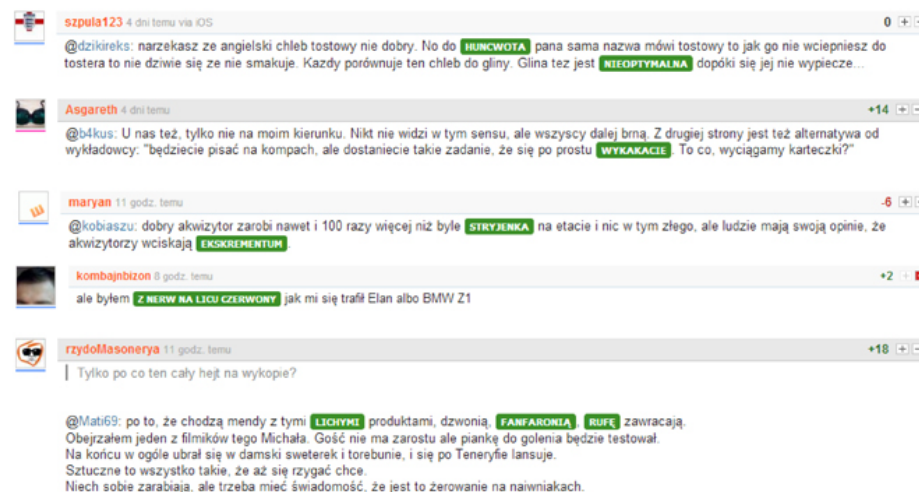 szpula123 4 dni temu via iOS 0
@dzikireks: narzekasz ze angielski chleb tostowy nie dobry. No do HUNCWOTA pana sama nazwa mówi tostowy to jak go nie wciepniesz do
tostera to nie dziwie się ze nie smakuje. Kazdy porównuje ten chleb do gliny. Glina tez jest NIEOPTYMALNA dopóki się jej nie wypiecze...
Asgareth 4 dni temu +14
@b4kus: U nas też, tylko nie na moim kierunku. Nikt nie widzi w tym sensu, ale wszyscy dalej brną. Z drugiej strony jest też alternatywa od
wykładowcy: "będziecie pisać na kompach, ale dostaniecie takie zadanie, że się po prostu WYKAKACIE. To co, wyciągamy karteczki?"
maryan 11 godz. temu -6
@kobiaszu: dobry akwizytor zarobi nawet i 100 razy więcej niż byle STRYJENKA na etacie i nic w tym złego, ale ludzie mają swoją opinie, że
akwizytorzy wciskają EKSKREMENTUM.
kombajnbizon 8 godz. temu +2
ale byłem Z NERW NA LICU CZERWONY jak mi się trafił Elan albo BMW Z1
rzydoMasonerya 11 godz. temu +18
Tylko po co ten cały hejt na wykopie?
@Mati69: po to, że chodzą mendy z tymi LICHYMI produktami, dzwonią, FANFARONIĄ, RUFĘ zawracają.
Obejrzałem jeden z filmików tego Michała. Gość nie ma zarostu ale piankę do golenia będzie testował.
Na końcu w ogóle ubrał się w damski sweterek i torebunie, i się po Teneryfie lansuje.
Sztuczne to wszystko takie, że aż się rzygać chce.
Niech sobie zarabiają, ale trzeba mieć świadomość, że jest to żerowanie na naiwniakach.